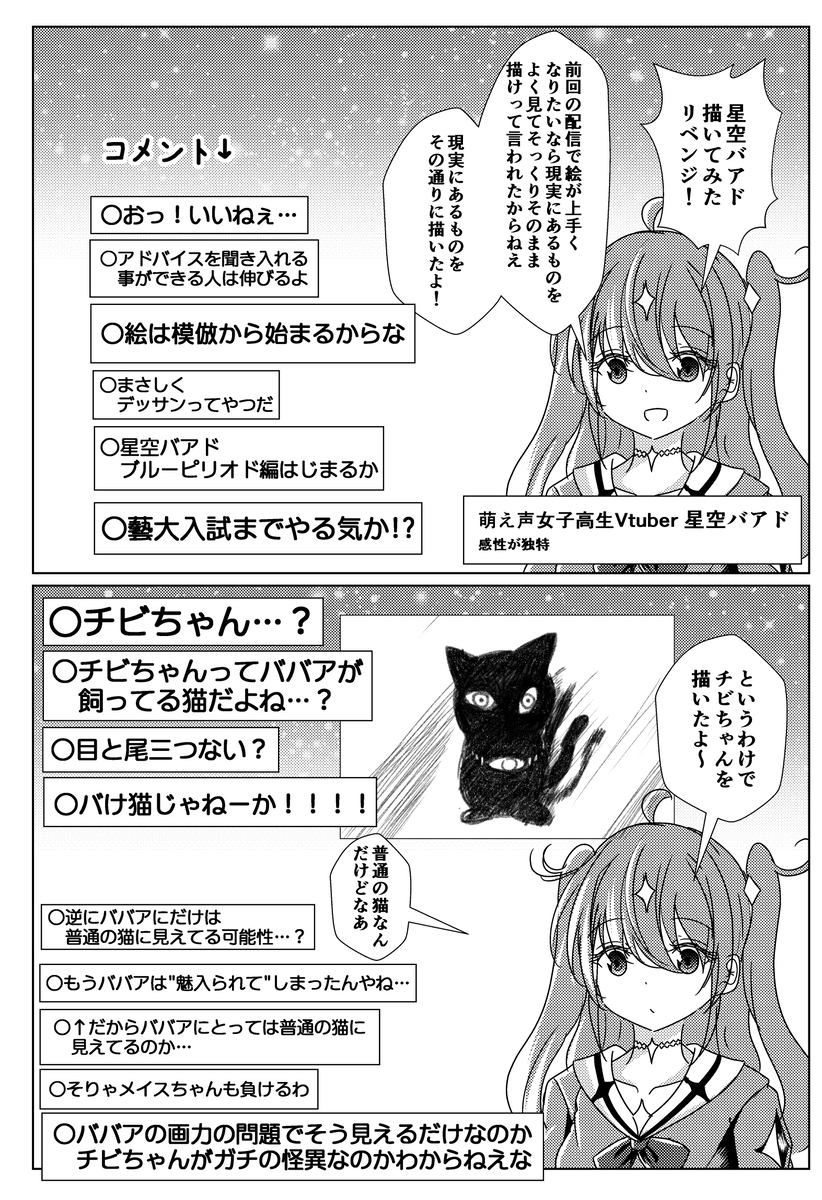 星空バアド
描いてみた
リベンジ！
前回の配信で絵が上手く
なりたいなら現実にあるものを
よく見てそっくりそのまま
描けって言われたからねえ
現実にあるものを
その通りに描いたよ！
コメント↓
〇おっ！いいねぇ…
〇アドバイスを聞き入れる
事ができる人は伸びるよ
〇絵は模倣から始まるからな
〇まさしく
デッサンってやつだ
〇星空バアド
ブルーピリオド編はじまるか
〇藝大入試までやる気か!?
萌え声女子高生Vtuber 星空バアド
感性が独特
というわけで
チビちゃんを
描いたよ～
〇チビちゃん…？
〇チビちゃんってババアが
飼ってる猫だよね…？
〇目と尾三つない？
〇バけ猫じゃねーか！！！！
普通の猫なん
だけどなあ
〇逆にババアにだけは
普通の猫に見えてる可能性…？
〇もうババアは"魅入られて"しまったんやね…
〇↑だからババアにとっては普通の猫に
見えてるのか…
〇そりゃメイスちゃんも負けるわ
〇ババアの画力の問題でそう見えるだけなのか
チビちゃんがガチの怪異なのかわからねえな